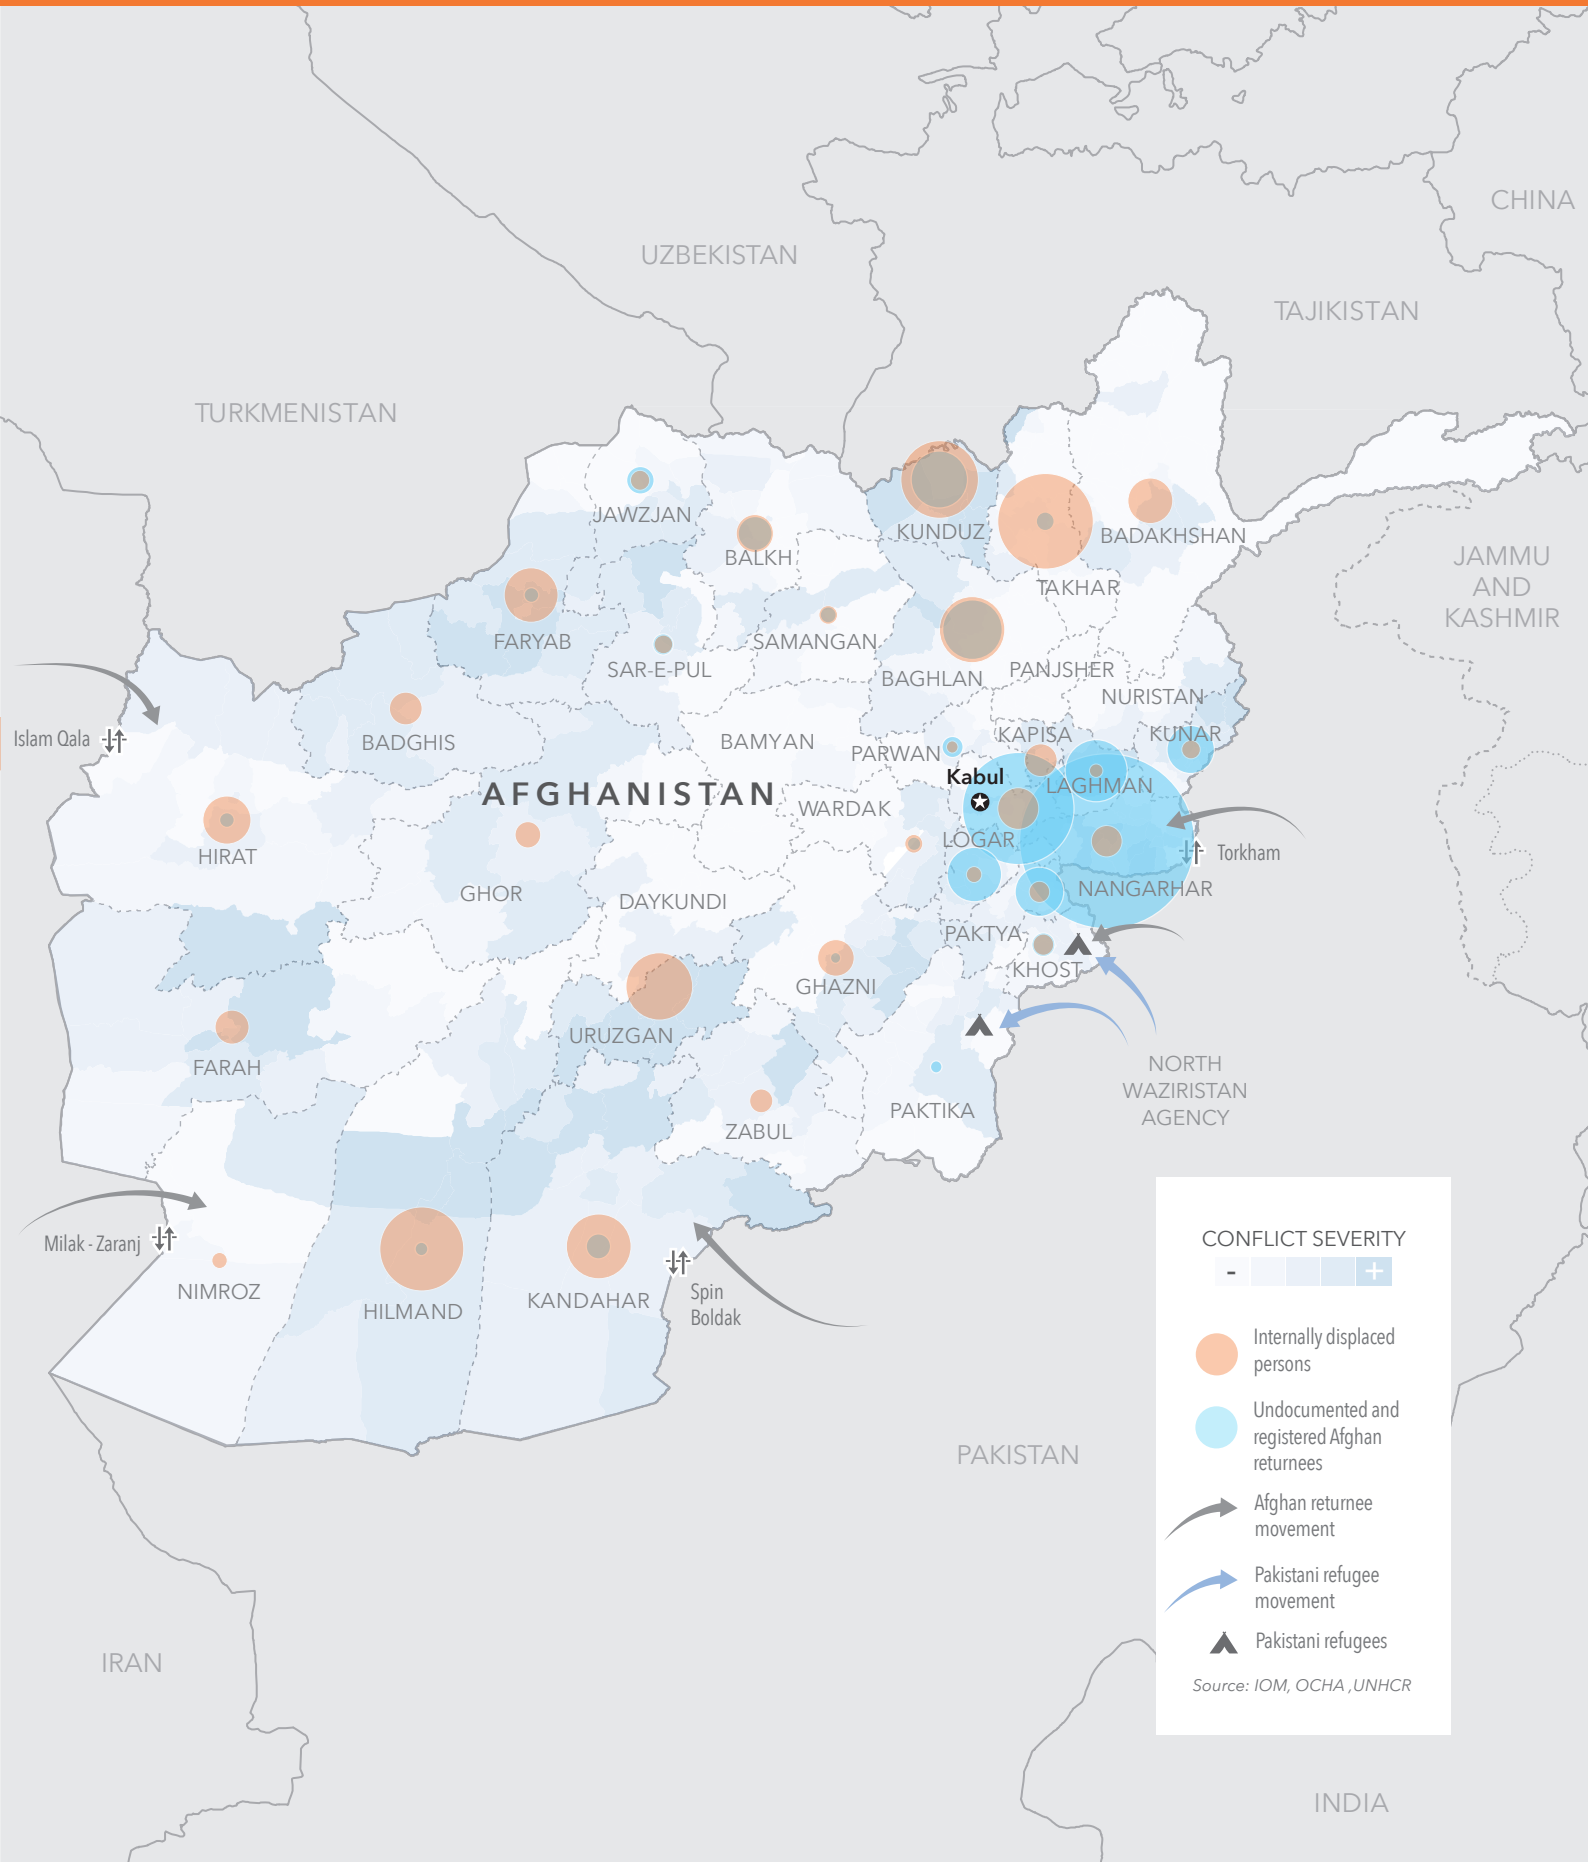 CHINA
UZBEKISTAN
TAJIKISTAN
TURKMENISTAN
JAWZJAN
KUNDUZ
BADAKHSHAN
BALKH
JAMMU
AND
KASHMIR
TAKHAR
FARYAB
SAMANGAN
SAR-E-PUL
BAGHLAN
PANJSHER
NURISTAN
Islam Qala
BADGHIS
BAMYAN
PARWAN
KAPISA
KUNAR
Kabul
AFGHANISTAN
LAGHMAN
WARDAK
LOGAR
HIRAT
Torkham
GHOR
DAYKUNDI
NANGARHAR
PAKTYA
KHOST
GHAZNI
URUZGAN
FARAH
NORTH
WAZIRISTAN
AGENCY
PAKTIKA
ZABUL
Milak - Zaranj
NIMROZ
HILMAND
KANDAHAR
Spin
Boldak
CONFLICT SEVERITY
- +
Internally displaced
persons
Undocumented and
registered Afghan
returnees
Afghan returnee
movement
Pakistani refugee
movement
Pakistani refugees
Source: IOM, OCHA ,UNHCR
PAKISTAN
IRAN
INDIA